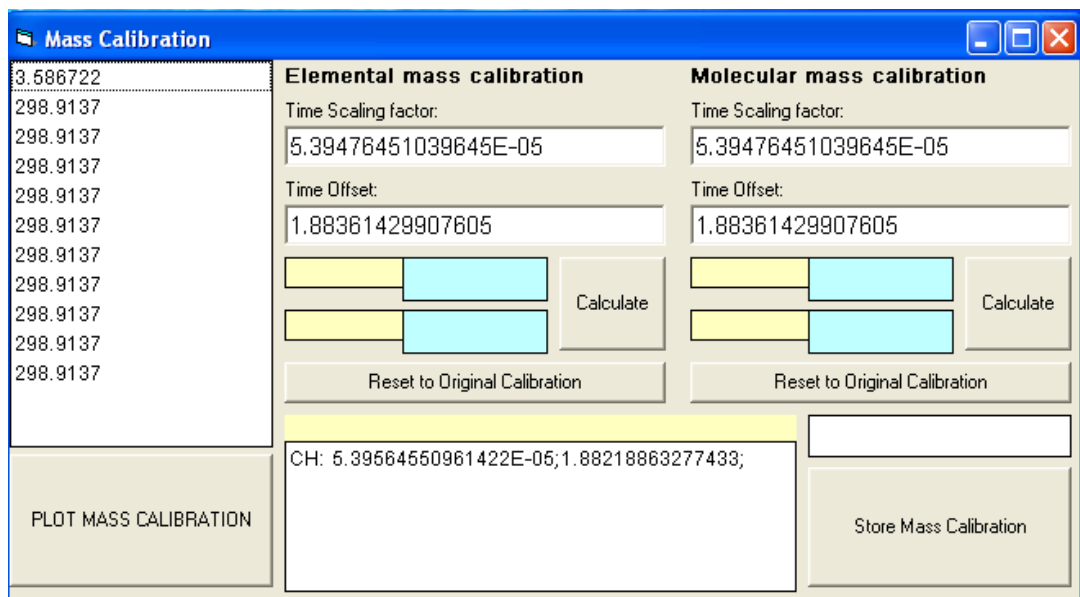 Mass Calibration
3.586722
298.9137
298.9137
298.9137
298.9137
298.9137
298.9137
298.9137
298.9137
298.9137
298.9137
PLOT MASS CALIBRATION
Elemental mass calibration
Time Scaling factor:
5.39476451039645E-05
Time Offset:
1.88361429907605
Calculate
Reset to Original Calibration
Molecular mass calibration
Time Scaling factor:
5.39476451039645E-05
Time Offset:
1.88361429907605
Calculate
Reset to Original Calibration
CH: 5.39564550961422E-05;1.88218863277433;
Store Mass Calibration